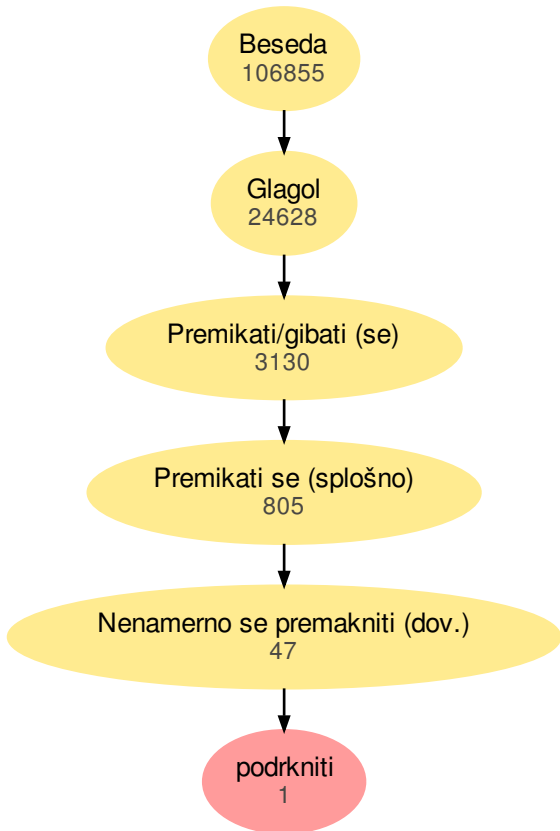 Beseda
106855
Glagol
24628
Premikati/gibati (se)
3130
Premikati se (splošno)
805
Nenamerno se premakniti (dov.)
47
podrkniti
1